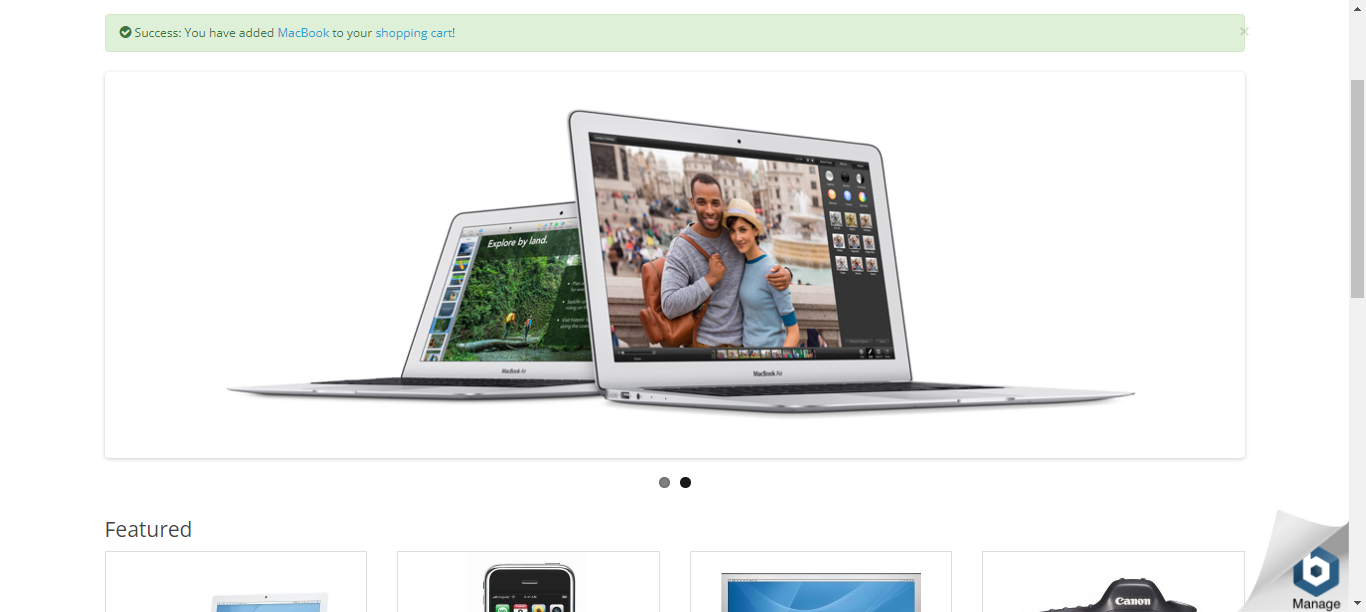 Success: You have added MacBook to your shopping cart!
×
Explore by land.
MacBook Air
MacBook Air
Featured
Canon
Manage